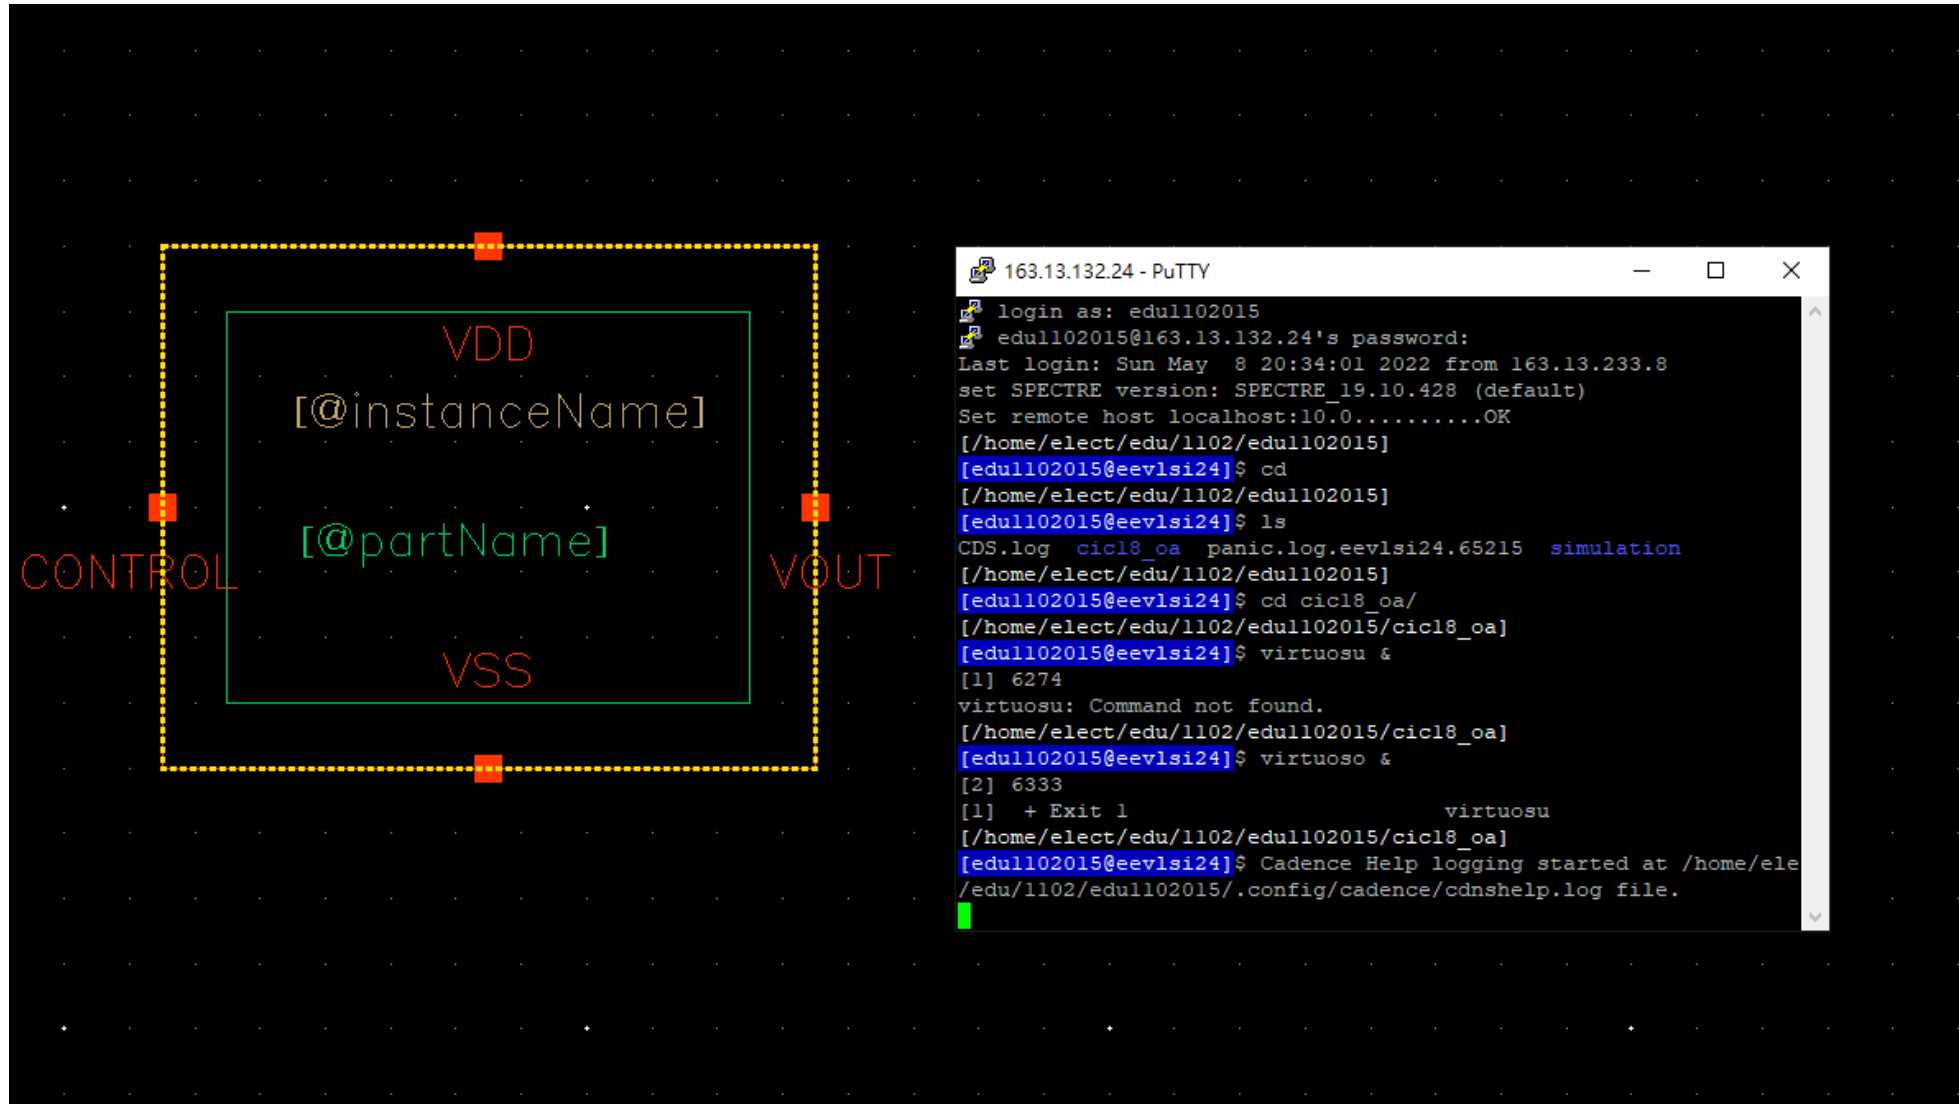 VDD
[@instanceName]
[@partName]
CONTROL
VOUT
VSS
163.13.132.24 - PuTTY
login as: edu1102015
edu1102015@163.13.132.24's password:
Last login: Sun May  8 20:34:01 2022 from 163.13.233.8
set SPECTRE version: SPECTRE_19.10.428 (default)
Set remote host localhost:10.0..........OK
[/home/elect/edu/1102/edu1102015]
[edu1102015@eevlsi24]$ cd
[/home/elect/edu/1102/edu1102015]
[edu1102015@eevlsi24]$ ls
CDS.log  cic18_oa  panic.log.eevlsi24.65215  simulation
[/home/elect/edu/1102/edu1102015]
[edu1102015@eevlsi24]$ cd cic18_oa/
[/home/elect/edu/1102/edu1102015/cic18_oa]
[edu1102015@eevlsi24]$ virtuosu &
[1] 6274
virtuosu: Command not found.
[/home/elect/edu/1102/edu1102015/cic18_oa]
[edu1102015@eevlsi24]$ virtuoso &
[2] 6333
[1]  + Exit 1                        virtuosu
[/home/elect/edu/1102/edu1102015/cic18_oa]
[edu1102015@eevlsi24]$ Cadence Help logging started at /home/ele
/edu/1102/edu1102015/.config/cadence/cdnshelp.log file.